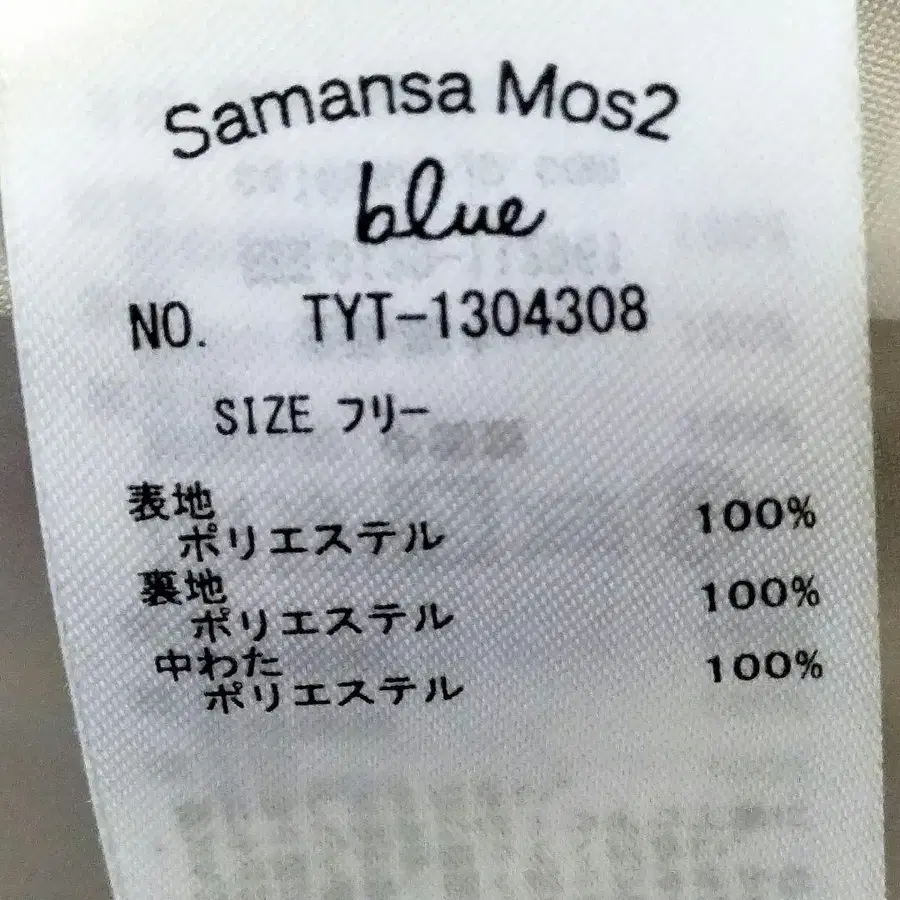 Samansa Mos2
blue
NO. TYT-1304308
SIZE フリー
表地
ポリエステル 100%
裏地
ポリエステル 100%
中わた
ポリエステル 100%